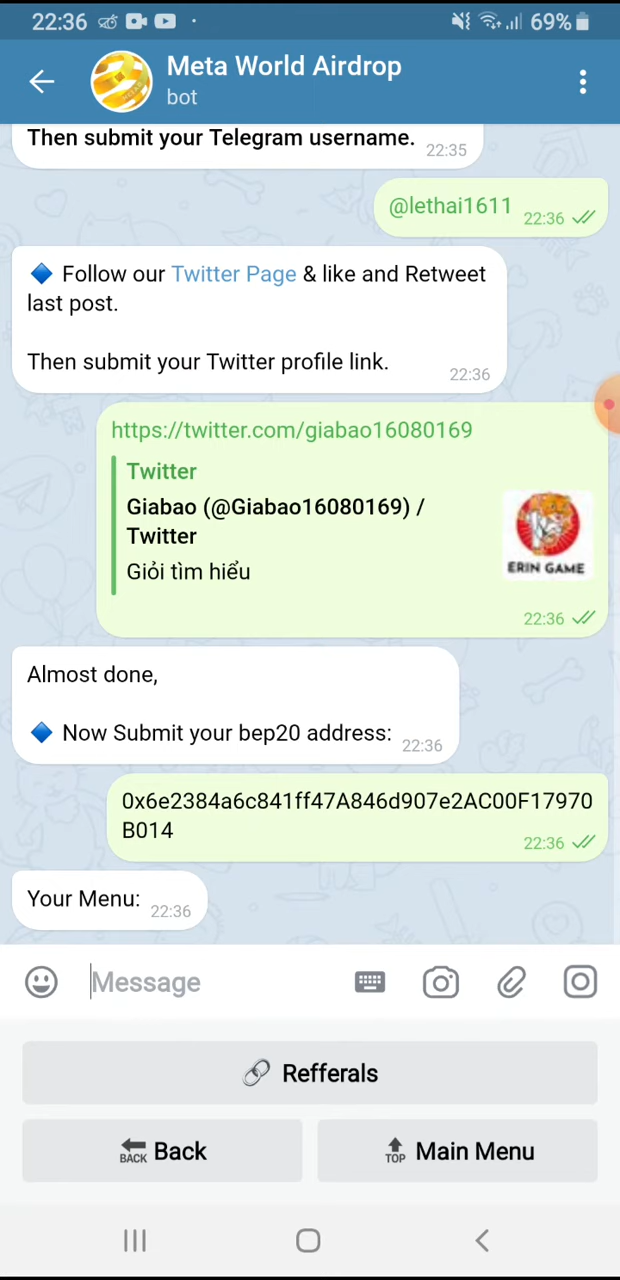 22:36
69%
Meta World Airdrop
bot
Then submit your Telegram username.
22:35
@lethai1611
22:36
Follow our Twitter Page & like and Retweet
last post.
Then submit your Twitter profile link.
22:36
https://twitter.com/giabao16080169
Twitter
Giabao (@Giabao16080169) /
Twitter
Giỏi tìm hiểu
ERIN GAME
22:36
Almost done,
Now Submit your bep20 address:
22:36
0x6e2384a6c841ff47A846d907e2AC00F17970
B014
22:36
Your Menu:
22:36
Message
Refferals
BACK Back
TOP Main Menu